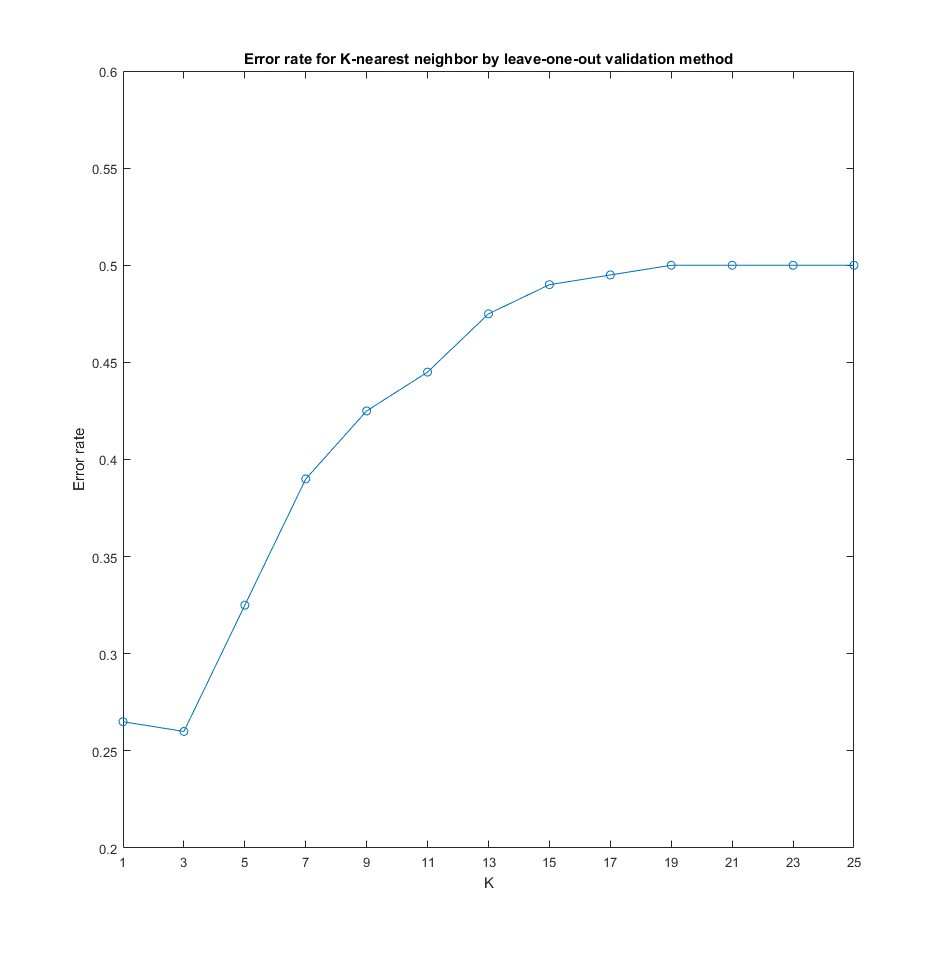 Error rate for K-nearest neighbor by leave-one-out validation method
0.6
0.55
0.5
0.45
0.4
0.35
0.3
0.25
0.2
Error rate
1 3 5 7 9 11 13 15 17 19 21 23 25
K